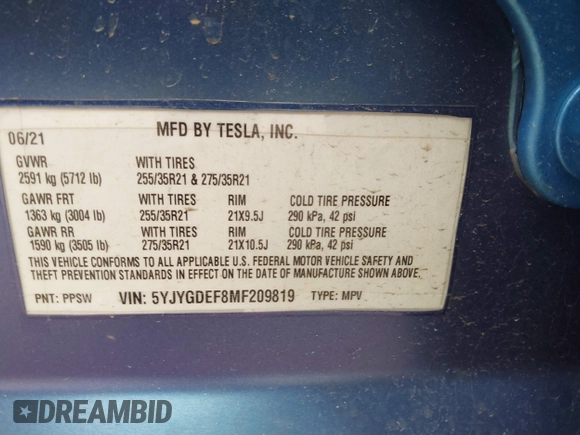 06/21 MFD BY TESLA, INC.
GVWR WITH TIRES
2591 kg (5712 lb) 255/35R21 & 275/35R21
GAWR FRT WITH TIRES RIM COLD TIRE PRESSURE
1363 kg (3004 lb) 255/35R21 21X9.5J 290 kPa, 42 psi
GAWR RR WITH TIRES RIM COLD TIRE PRESSURE
1590 kg (3505 lb) 275/35R21 21X10.5J 290 kPa, 42 psi
THIS VEHICLE CONFORMS TO ALL APPLICABLE U.S. FEDERAL MOTOR VEHICLE SAFETY AND
THEFT PREVENTION STANDARDS IN EFFECT ON THE DATE OF MANUFACTURE SHOWN ABOVE.
PNT: PPSW VIN: 5YJYGDEF8MF209819 TYPE: MPV
DREAMBID